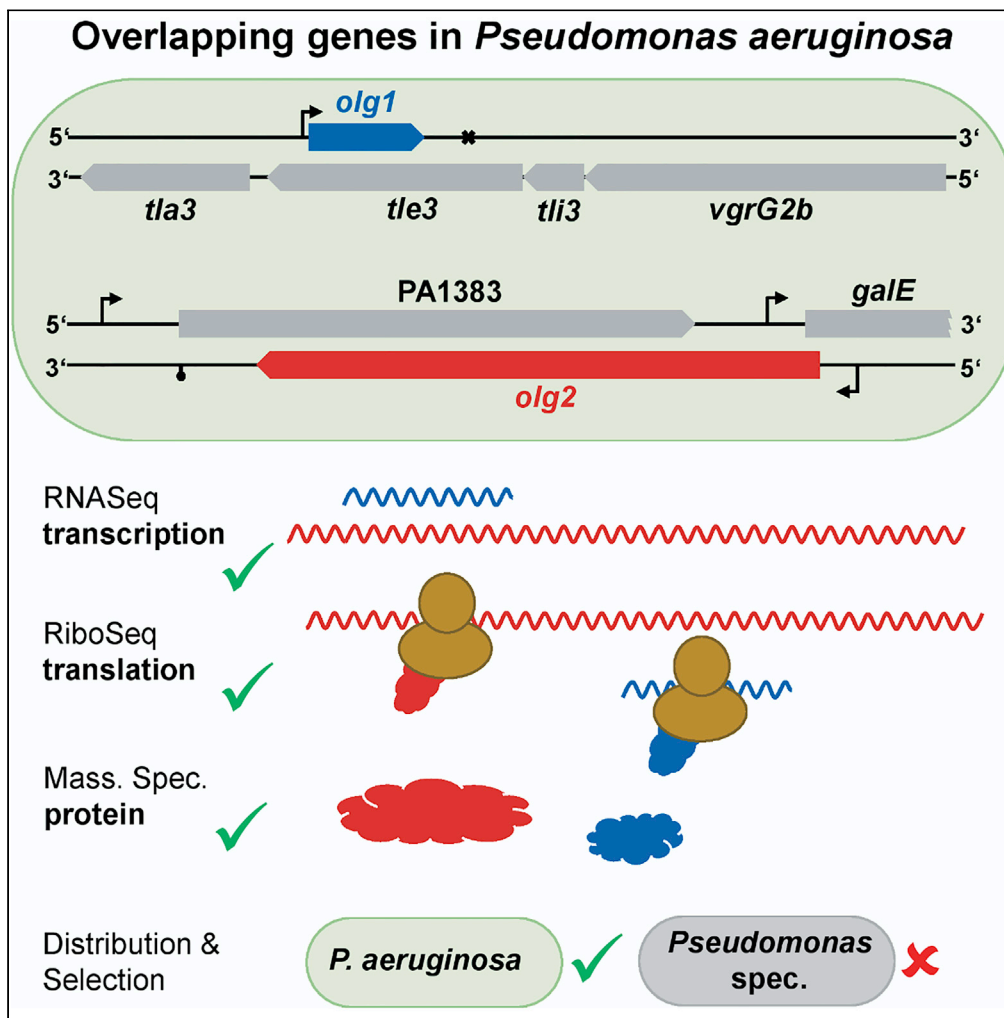 Overlapping genes in Pseudomonas aeruginosa
olg1
5‘ 3‘
3‘ 5‘
tla3 tle3 tli3 vgrG2b
PA1383 galE
5‘ 3‘
3‘ 5‘
olg2
RNASeq
transcription
RiboSeq
translation
Mass. Spec.
protein
Distribution &
Selection
P. aeruginosa
Pseudomonas
spec.